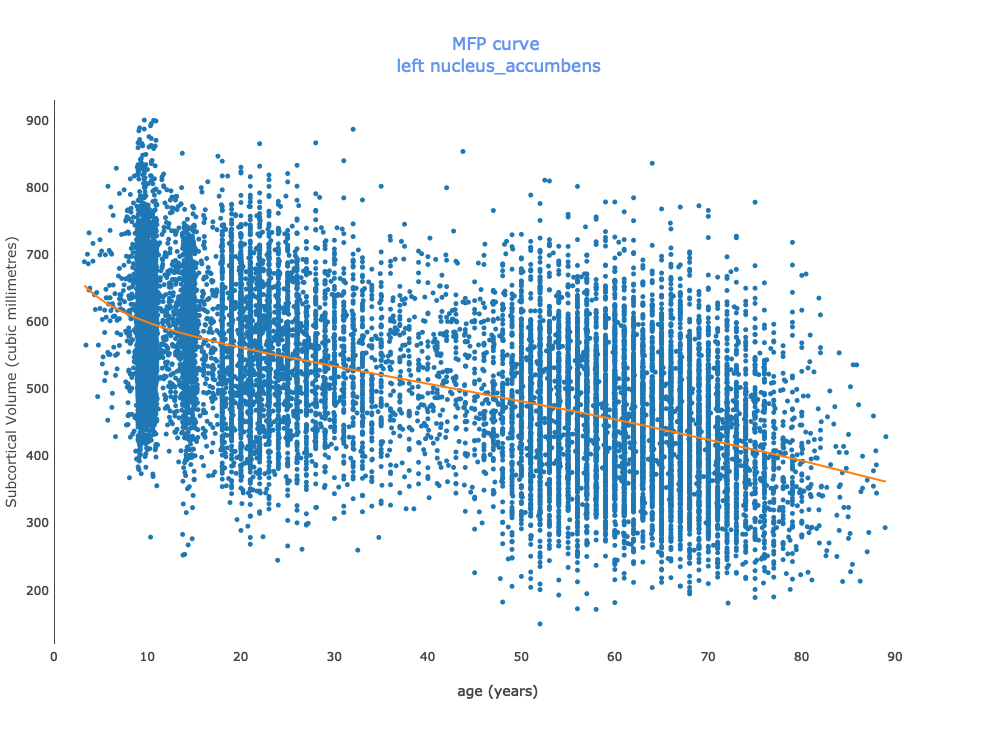 MFP curve
left nucleus_accumbens
Subcortical Volume (cubic millimetres)
900
800
700
600
500
400
300
200
0 10 20 30 40 50 60 70 80 90
age (years)